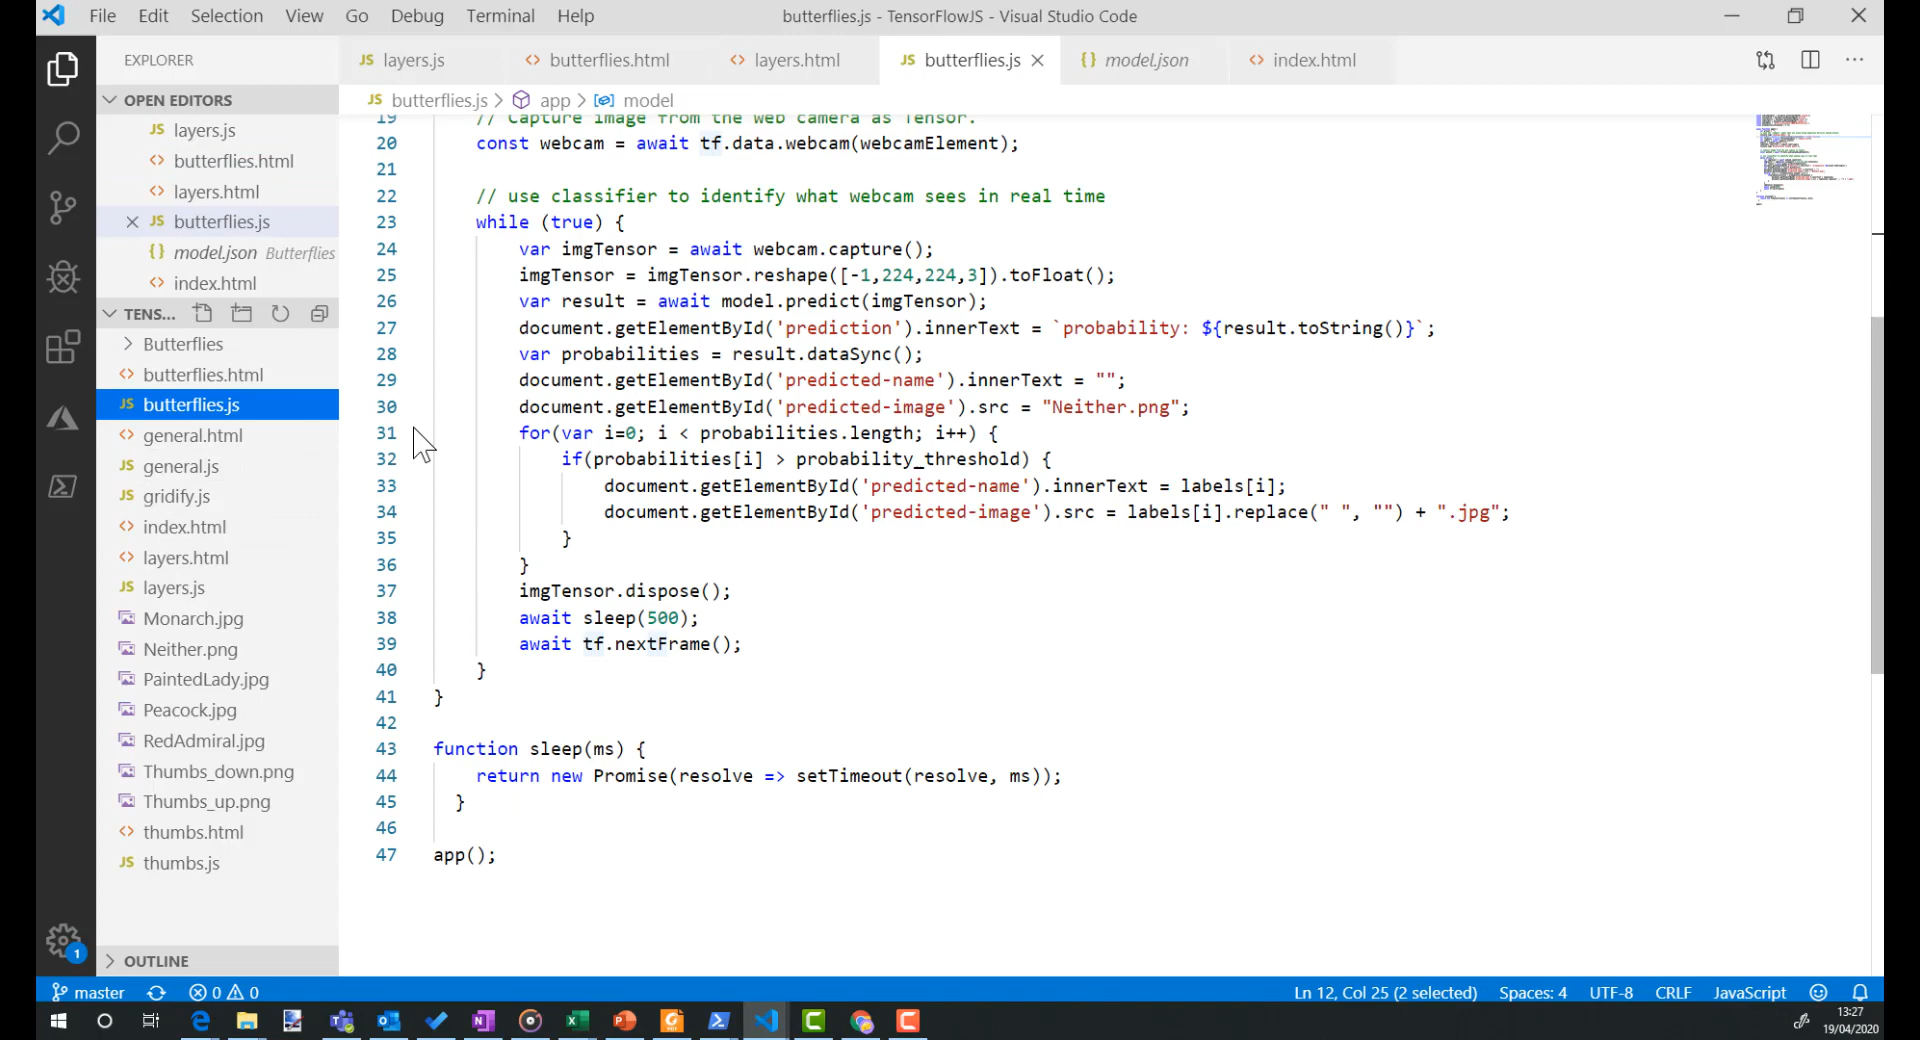 File Edit Selection View Go Debug Terminal Help
butterflies.js - TensorFlowJS - Visual Studio Code
EXPLORER
JS layers.js
<> butterflies.html
<> layers.html
JS butterflies.js
{} model.json
<> index.html
OPEN EDITORS
JS butterflies.js > app > model
JS layers.js
<> butterflies.html
<> layers.html
JS butterflies.js
{} model.json Butterflies
<> index.html
TENS...
> Butterflies
<> butterflies.html
JS butterflies.js
<> general.html
JS general.js
JS gridify.js
<> index.html
<> layers.html
JS layers.js
Monarch.jpg
Neither.png
PaintedLady.jpg
Peacock.jpg
RedAdmiral.jpg
Thumbs_down.png
Thumbs_up.png
<> thumbs.html
JS thumbs.js
OUTLINE
19 // Capture image from the web camera as Tensor.
20 const webcam = await tf.data.webcam(webcamElement);
21
22 // use classifier to identify what webcam sees in real time
23 while (true) {
24 var imgTensor = await webcam.capture();
25 imgTensor = imgTensor.reshape([-1,224,224,3]).toFloat();
26 var result = await model.predict(imgTensor);
27 document.getElementById('prediction').innerText = `probability: ${result.toString()}`;
28 var probabilities = result.dataSync();
29 document.getElementById('predicted-name').innerText = "";
30 document.getElementById('predicted-image').src = "Neither.png";
31 for(var i=0; i < probabilities.length; i++) {
32 if(probabilities[i] > probability_threshold) {
33 document.getElementById('predicted-name').innerText = labels[i];
34 document.getElementById('predicted-image').src = labels[i].replace(" ", "") + ".jpg";
35 }
36 }
37 imgTensor.dispose();
38 await sleep(500);
39 await tf.nextFrame();
40 }
41 }
42
43 function sleep(ms) {
44 return new Promise(resolve => setTimeout(resolve, ms));
45 }
46
47 app();
1
master
0 0
Ln 12, Col 25 (2 selected) Spaces: 4 UTF-8 CRLF JavaScript
13:27
19/04/2020